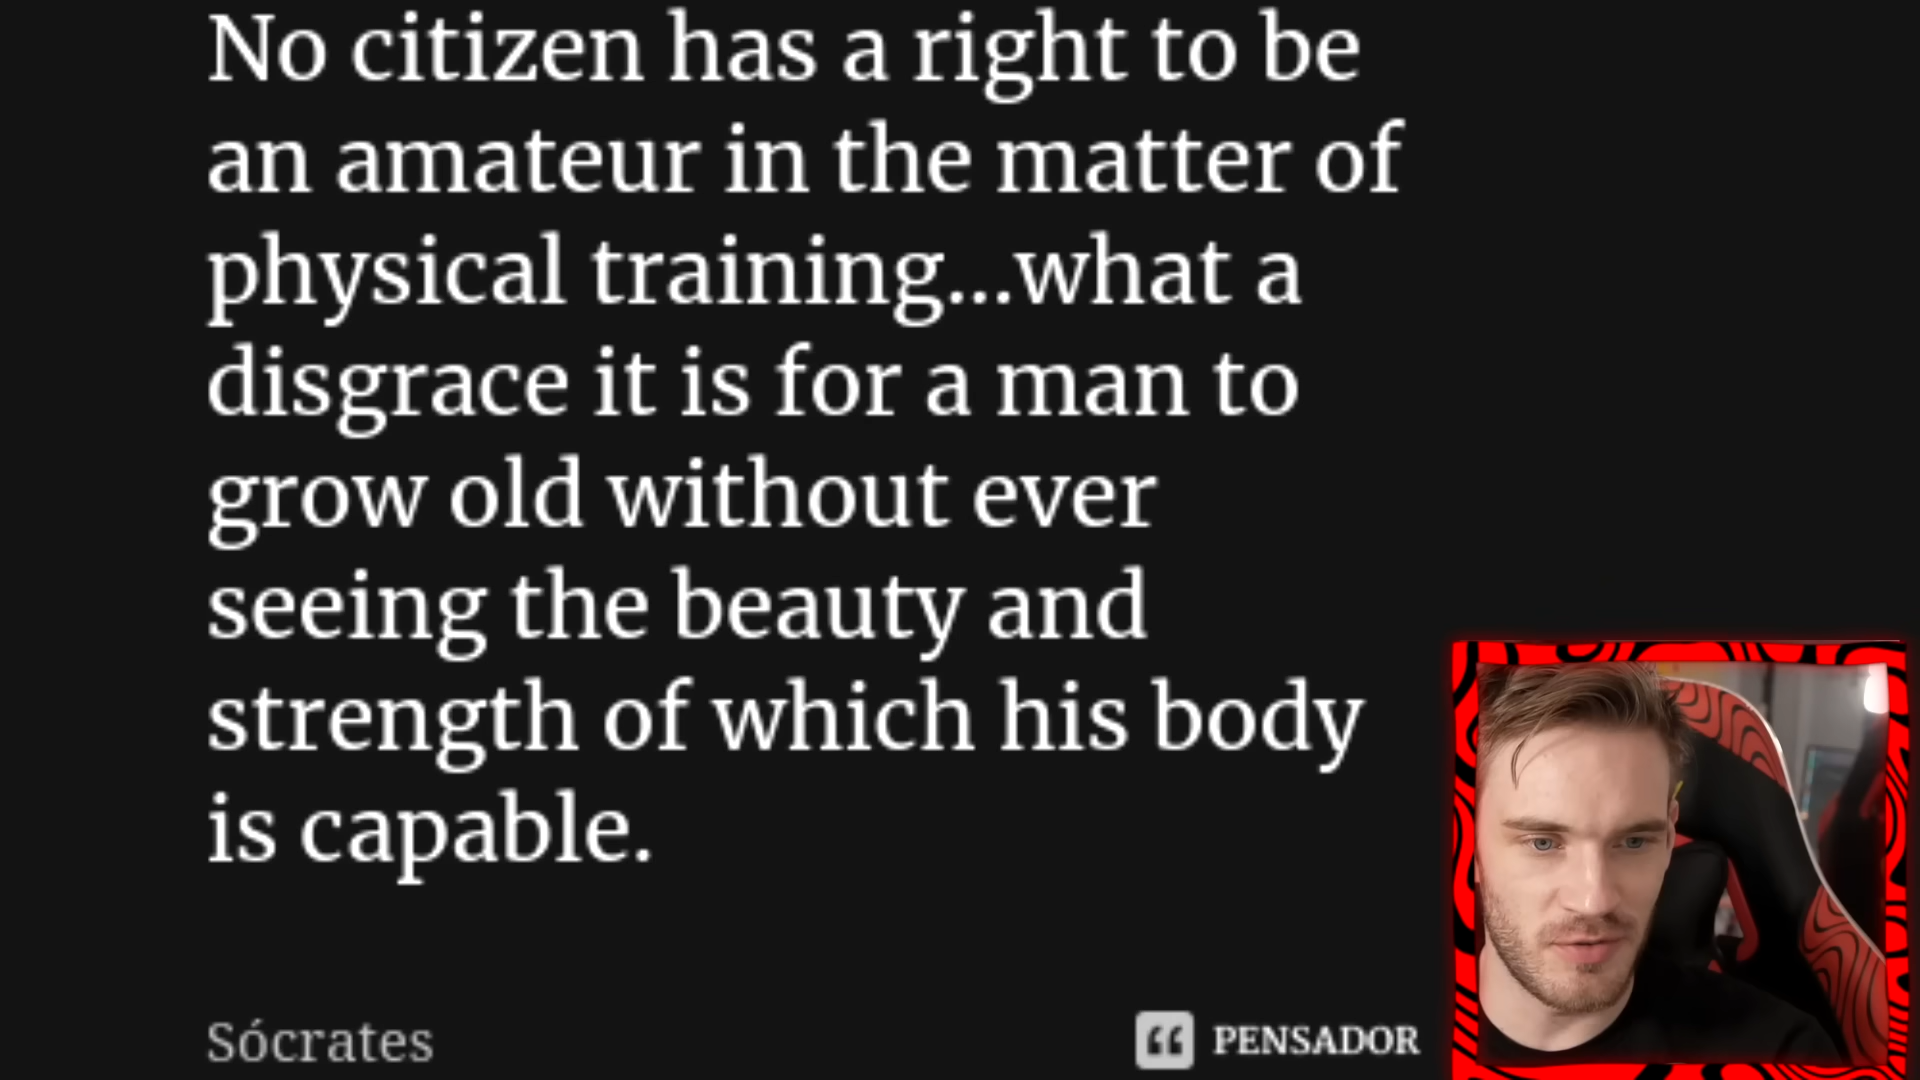 No citizen has a right to be
an amateur in the matter of
physical training...what a
disgrace it is for a man to
grow old without ever
seeing the beauty and
strength of which his body
is capable.
Sócrates
PENSADOR